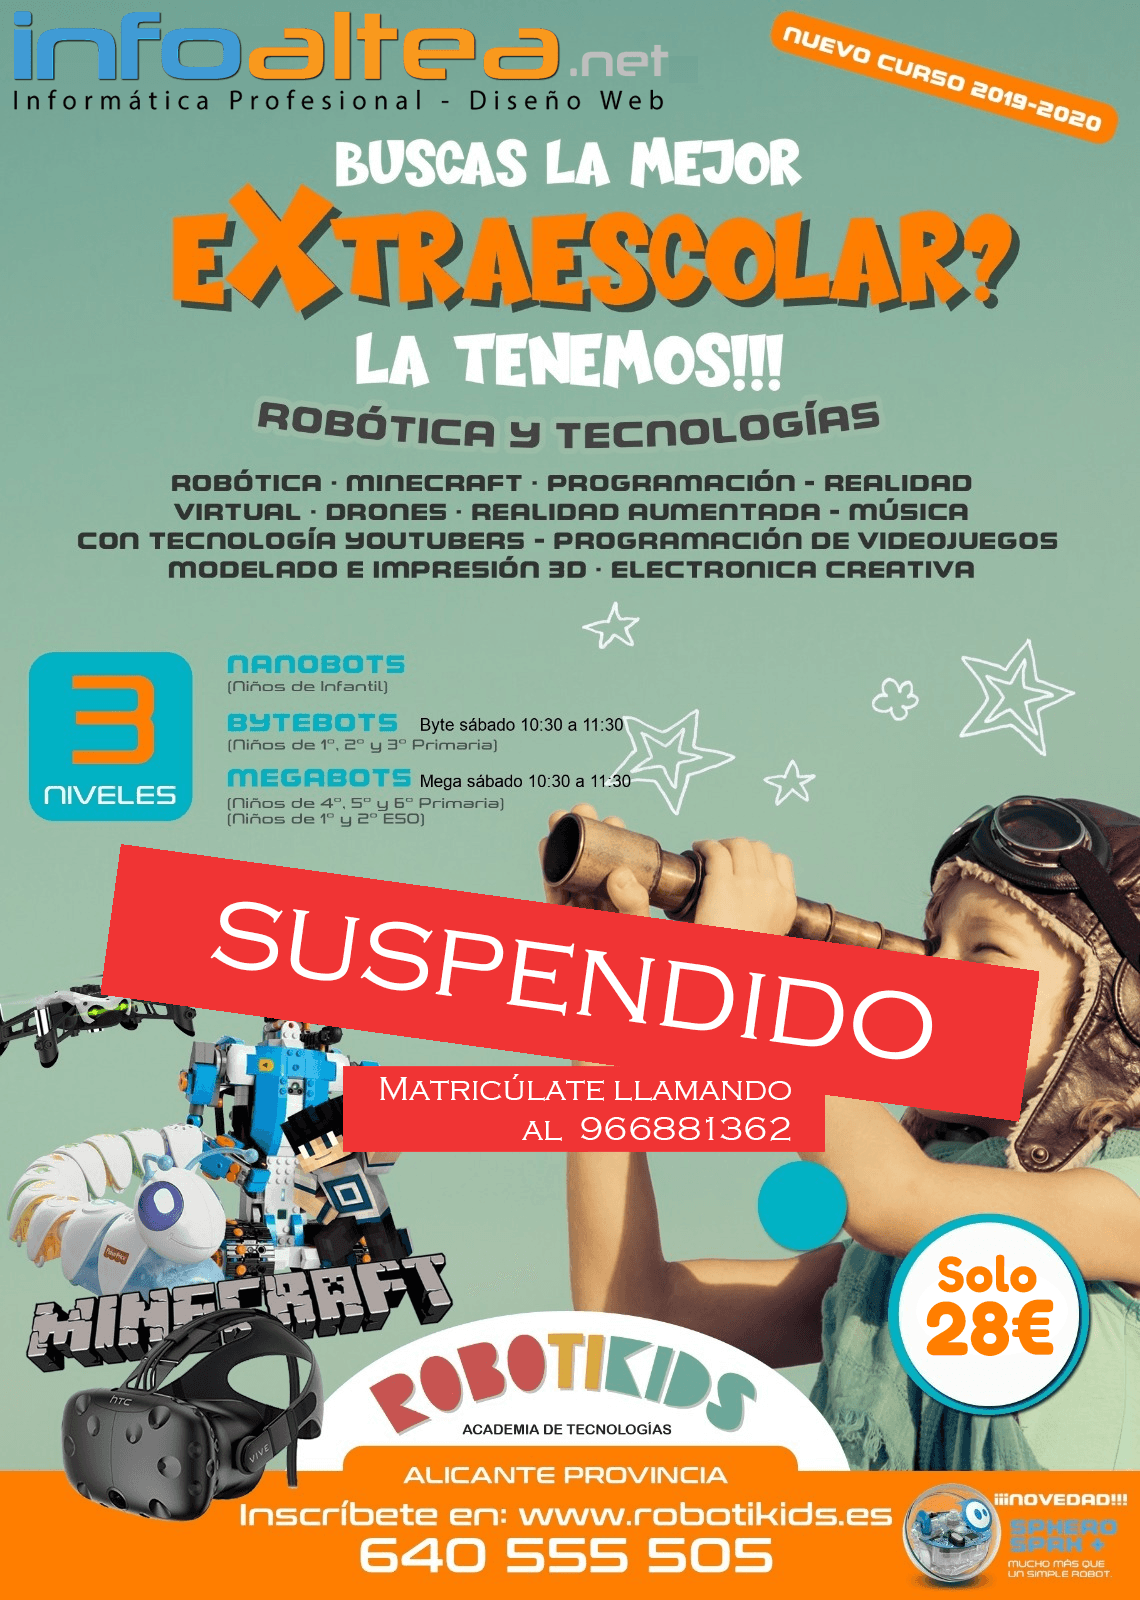 infoaltea.net
Informática Profesional - Diseño Web
NUEVO CURSO 2019-2020
BUSCAS LA MEJOR
EXTRAESCOLAR?
LA TENEMOS!!!
ROBÓTICA Y TECNOLOGÍAS
ROBÓTICA · MINECRAFT · PROGRAMACIÓN - REALIDAD
VIRTUAL · DRONES · REALIDAD AUMENTADA - MÚSICA
CON TECNOLOGÍA YOUTUBERS - PROGRAMACIÓN DE VIDEOJUEGOS
MODELADO E IMPRESIÓN 3D · ELECTRONICA CREATIVA
3
NIVELES
NANOBOTS
(Niños de Infantil)
BYTEBOTS Byte sábado 10:30 a 11:30
(Niños de 1º, 2º y 3º Primaria)
MEGABOTS Mega sábado 10:30 a 11:30
(Niños de 4º, 5º y 6º Primaria)
(Niños de 1º y 2º ESO)
SUSPENDIDO
MATRICÚLATE LLAMANDO
AL 966881362
Fisher-Price
MINECRAFT
hTC
VIVE
Solo
28€
ROBOTIKIDS
ACADEMIA DE TECNOLOGÍAS
ALICANTE PROVINCIA
Inscríbete en: www.robotikids.es
640 555 505
¡¡¡NOVEDAD!!!
SPHERO
SPRK +
MUCHO MÁS QUE
UN SIMPLE ROBOT.